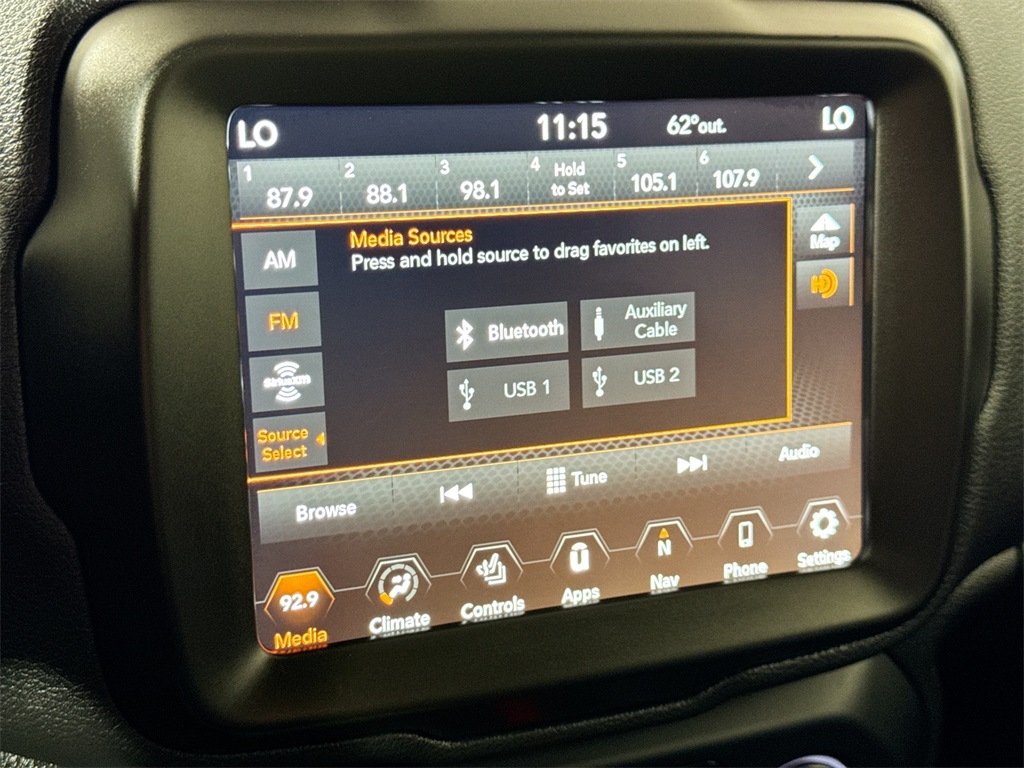 LO 11:15 62°out. LO
1 87.9 2 88.1 3 98.1 4 Hold to Set 5 105.1 6 107.9
Media Sources
Press and hold source to drag favorites on left.
AM
FM
SiriusXM
Source
Select
Bluetooth
Auxiliary
Cable
USB 1
USB 2
Map
HD
Browse
Tune
Audio
92.9
Media
Climate
Controls
Apps
N
Nav
Phone
Settings